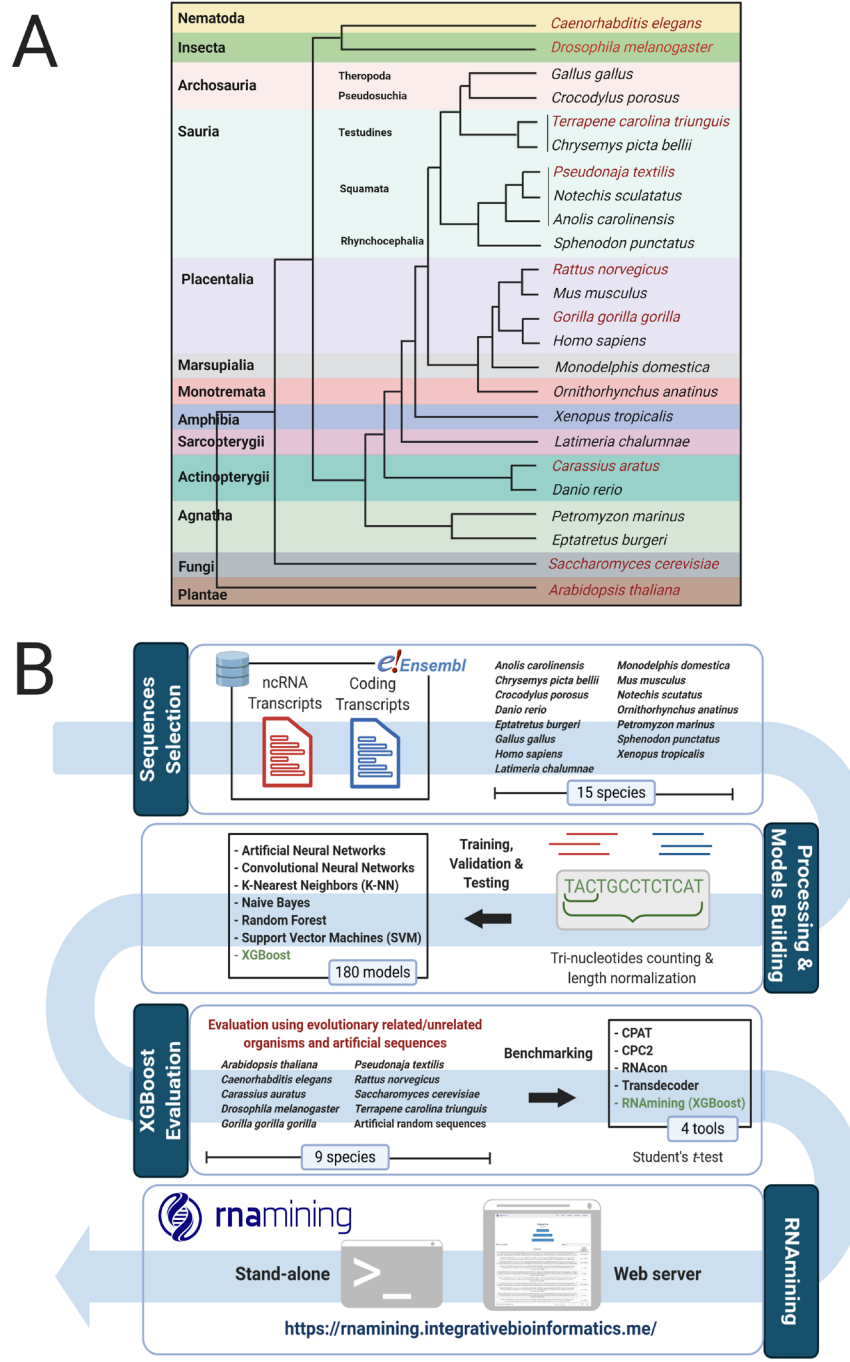 A
Nematoda
Caenorhabditis elegans
Insecta
Drosophila melanogaster
Archosauria
Theropoda
Gallus gallus
Pseudosuchia
Crocodylus porosus
Sauria
Testudines
Terrapene carolina triunguis
Chrysemys picta bellii
Squamata
Pseudonaja textilis
Notechis sculatatus
Anolis carolinensis
Rhynchocephalia
Sphenodon punctatus
Placentalia
Rattus norvegicus
Mus musculus
Gorilla gorilla gorilla
Homo sapiens
Marsupialia
Monodelphis domestica
Monotremata
Ornithorhynchus anatinus
Amphibia
Xenopus tropicalis
Sarcopterygii
Latimeria chalumnae
Actinopterygii
Carassius aratus
Danio rerio
Agnatha
Petromyzon marinus
Eptatretus burgeri
Fungi
Saccharomyces cerevisiae
Plantae
Arabidopsis thaliana
B
Sequences
Selection
e!Ensembl
ncRNA
Transcripts
Coding
Transcripts
Anolis carolinensis
Chrysemys picta bellii
Crocodylus porosus
Danio rerio
Eptatretus burgeri
Gallus gallus
Homo sapiens
Latimeria chalumnae
Monodelphis domestica
Mus musculus
Notechis scutatus
Ornithorhynchus anatinus
Petromyzon marinus
Sphenodon punctatus
Xenopus tropicalis
15 species
Processing &
Models Building
- Artificial Neural Networks
- Convolutional Neural Networks
- K-Nearest Neighbors (K-NN)
- Naive Bayes
- Random Forest
- Support Vector Machines (SVM)
- XGBoost
180 models
Training,
Validation &
Testing
TACTGCCTCTCAT
Tri-nucleotides counting &
length normalization
XGBoost
Evaluation
Evaluation using evolutionary related/unrelated
organisms and artificial sequences
Arabidopsis thaliana
Caenorhabditis elegans
Carassius auratus
Drosophila melanogaster
Gorilla gorilla gorilla
Pseudonaja textilis
Rattus norvegicus
Saccharomyces cerevisiae
Terrapene carolina triunguis
Artificial random sequences
9 species
Benchmarking
- CPAT
- CPC2
- RNAcon
- Transdecoder
- RNAmining (XGBoost)
4 tools
Student's t-test
RNAmining
rnamining
Stand-alone
>_
Web server
https://rnamining.integrativebioinformatics.me/